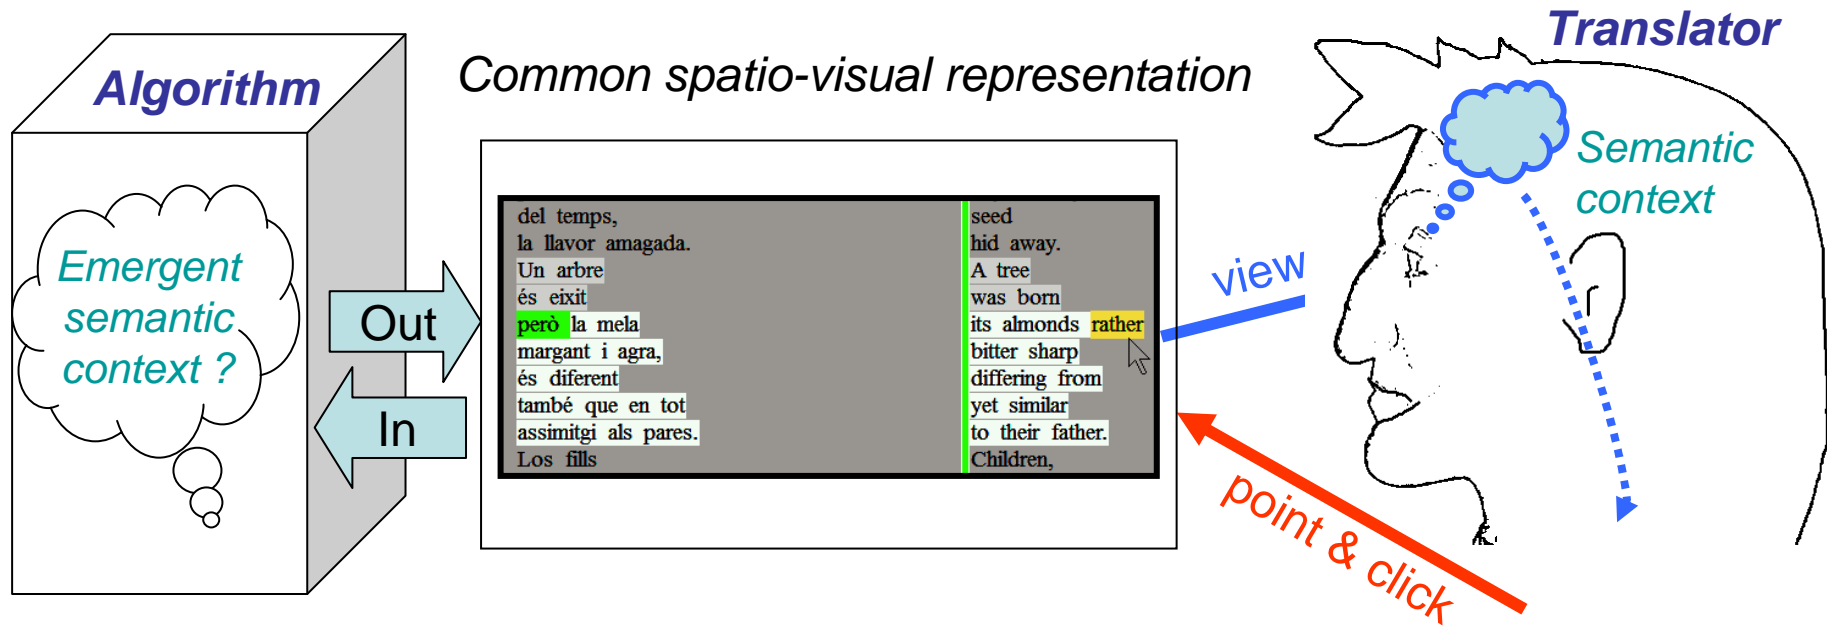 Algorithm
Emergent
semantic
context ?
Out
In
Common spatio-visual representation
del temps,
la llavor amagada.
Un arbre
és eixit
però la mela
margant i agra,
és diferent
també que en tot
assimitgi als pares.
Los fills
seed
hid away.
A tree
was born
its almonds rather
bitter sharp
differing from
yet similar
to their father.
Children,
view
point & click
Translator
Semantic
context